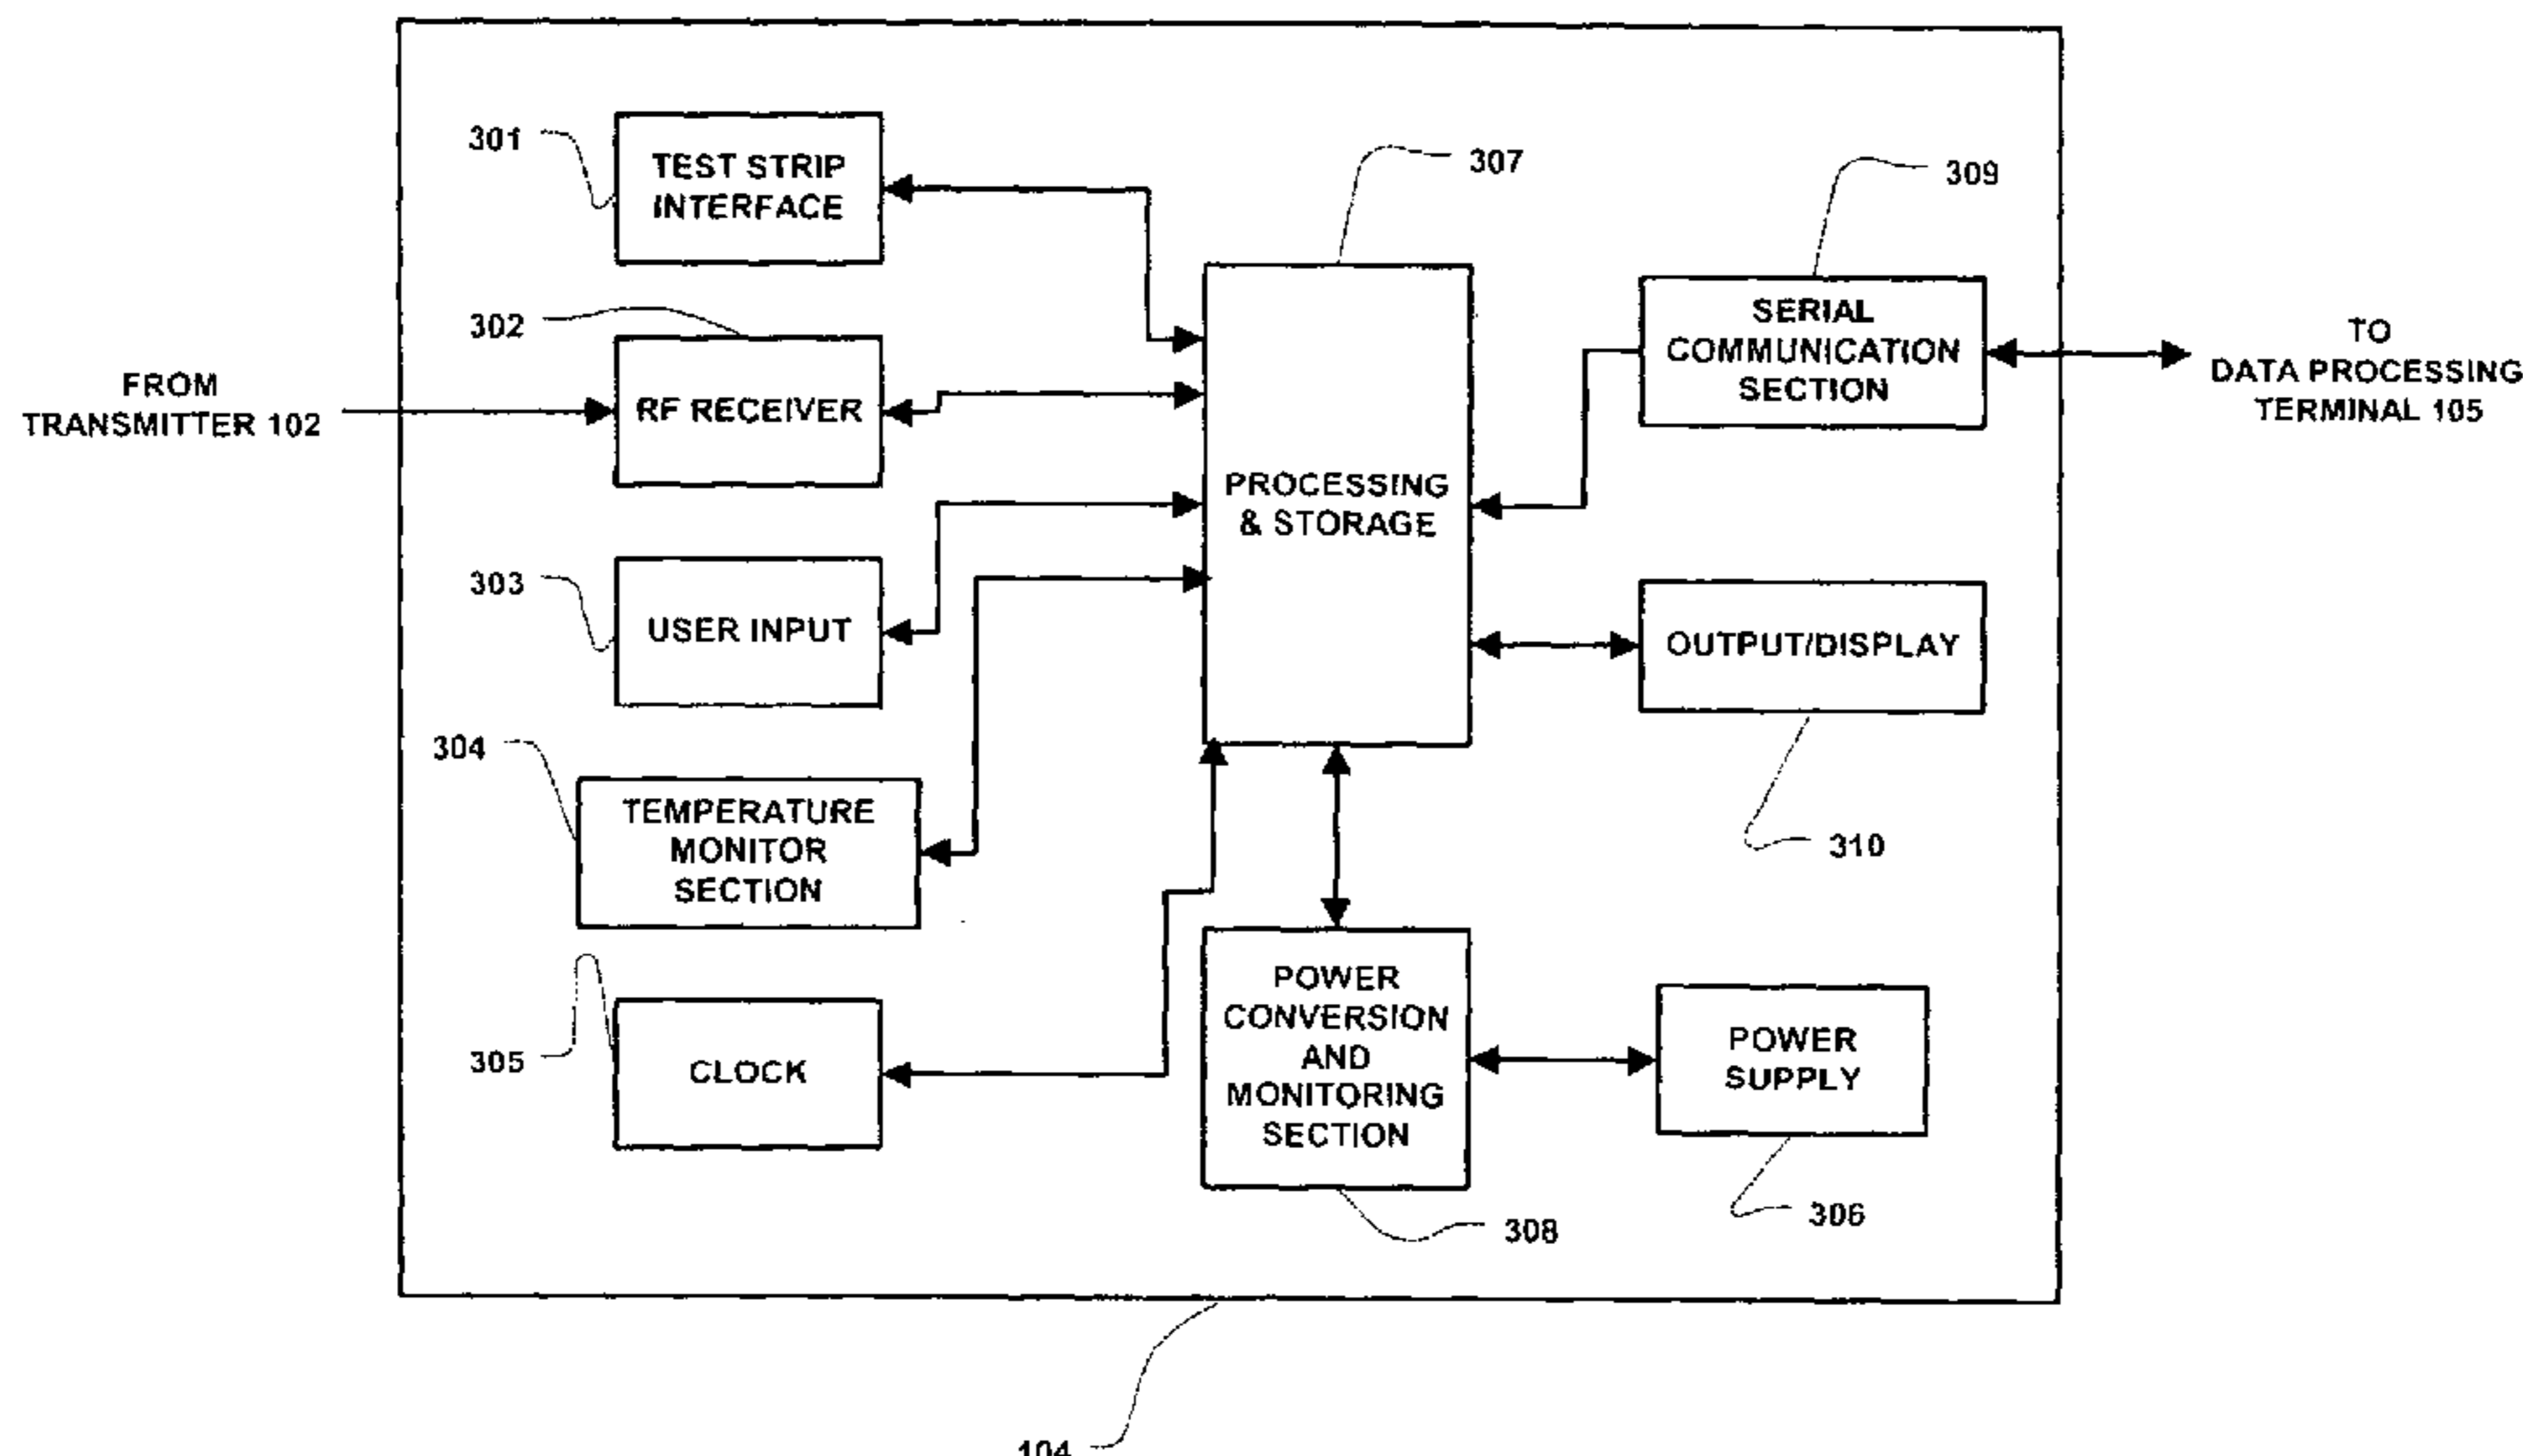 301
TEST STRIP
INTERFACE
307
309
302
SERIAL
COMMUNICATION
SECTION
TO
DATA PROCESSING
TERMINAL 105
FROM
TRANSMITTER 102
RF RECEIVER
PROCESSING
& STORAGE
303
USER INPUT
OUTPUT/DISPLAY
304
TEMPERATURE
MONITOR
SECTION
310
305
CLOCK
POWER
CONVERSION
AND
MONITORING
SECTION
POWER
SUPPLY
306
308
104